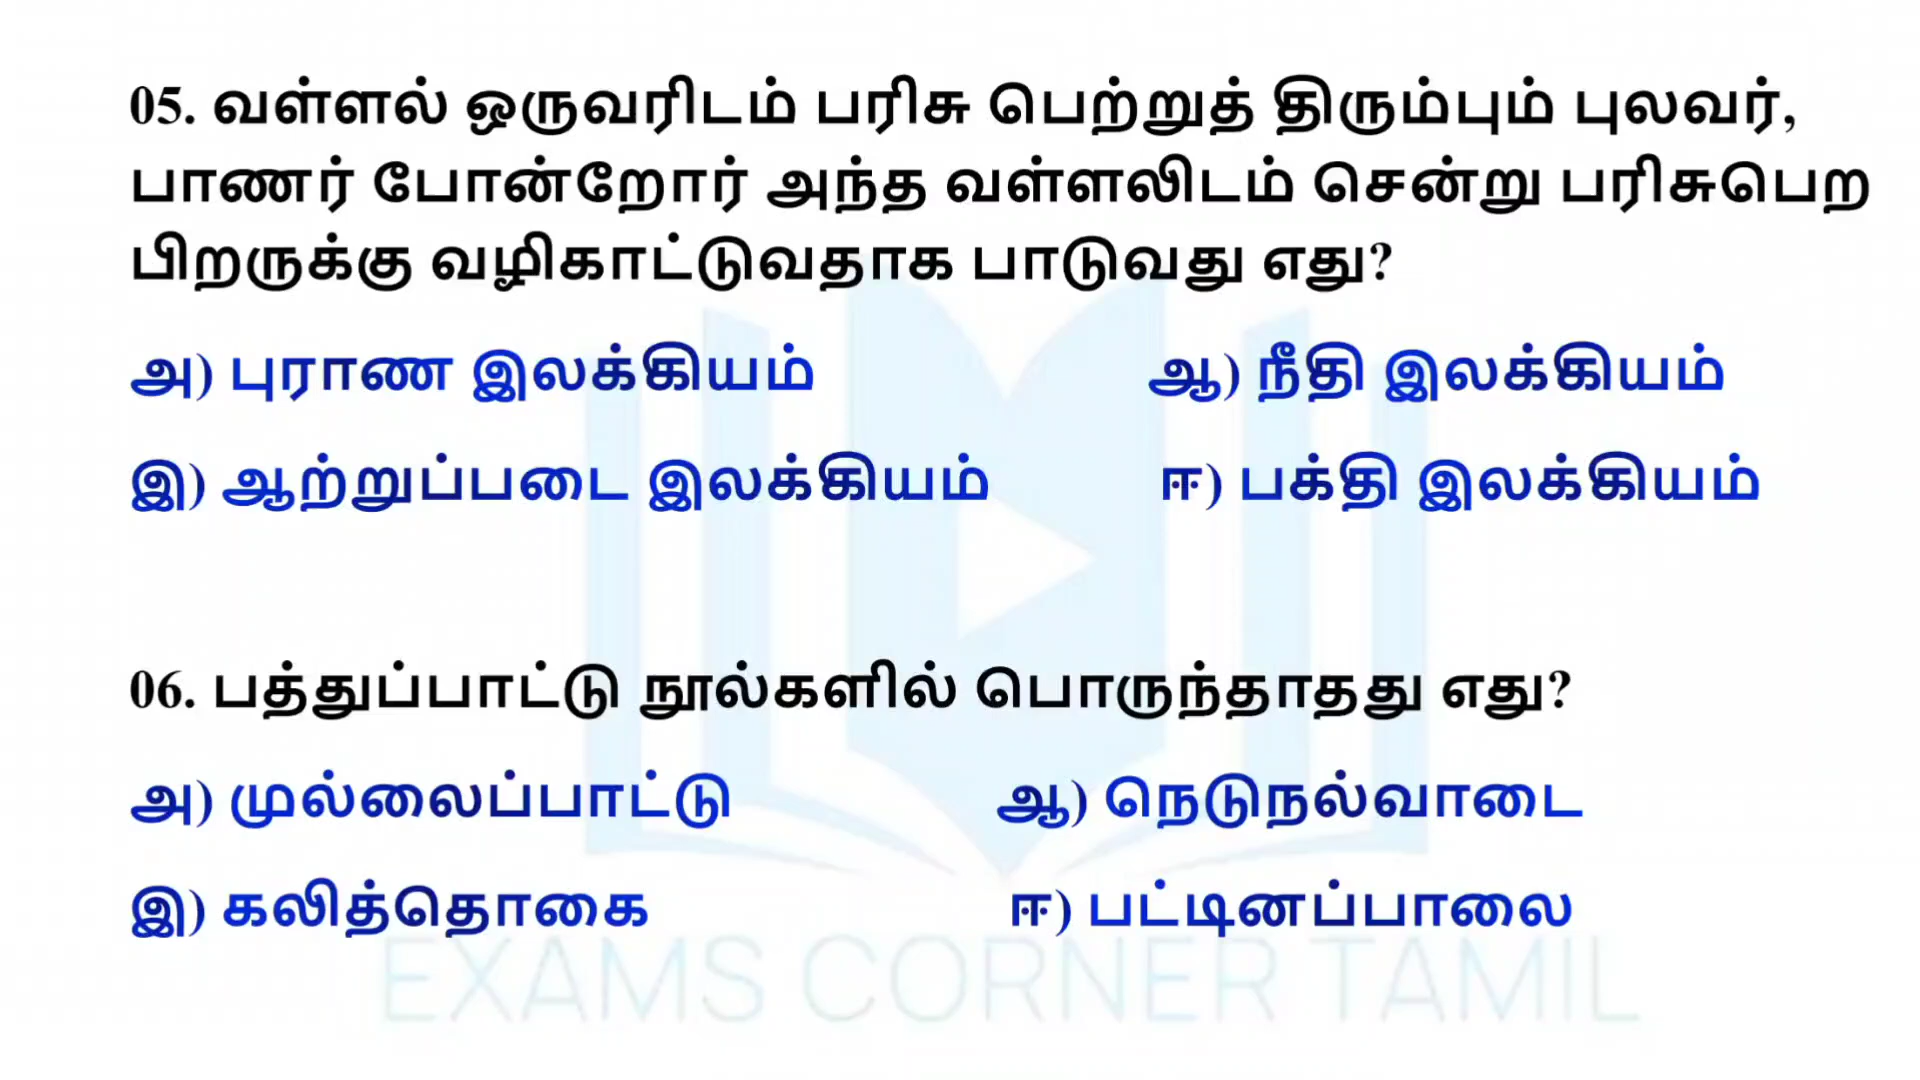 05. வள்ளல் ஒருவரிடம் பரிசு பெற்றுத் திரும்பும் புலவர்,
பாணர் போன்றோர் அந்த வள்ளலிடம் சென்று பரிசுபெற
பிறருக்கு வழிகாட்டுவதாக பாடுவது எது?
அ) புராண இலக்கியம் ஆ) நீதி இலக்கியம்
இ) ஆற்றுப்படை இலக்கியம் ஈ) பக்தி இலக்கியம்
06. பத்துப்பாட்டு நூல்களில் பொருந்தாதது எது?
அ) முல்லைப்பாட்டு ஆ) நெடுநல்வாடை
இ) கலித்தொகை ஈ) பட்டினப்பாலை
EXAMS CORNER TAMIL